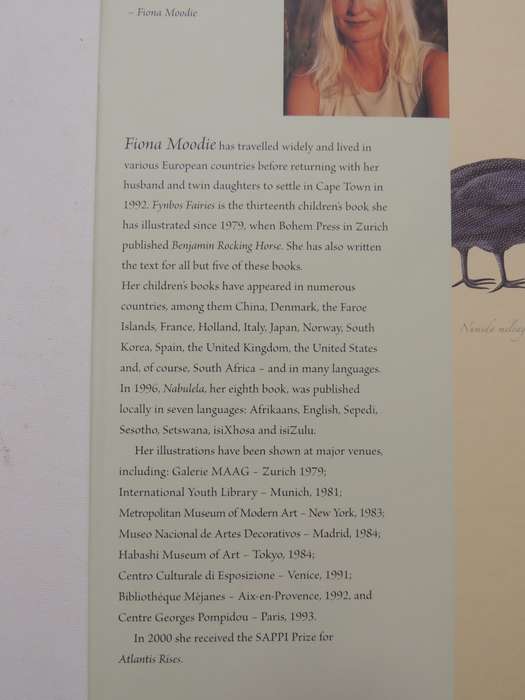 – Fiona Moodie
Fiona Moodie has travelled widely and lived in
various European countries before returning with her
husband and twin daughters to settle in Cape Town in
1992. Fynbos Fairies is the thirteenth children's book she
has illustrated since 1979, when Bohem Press in Zurich
published Benjamin Rocking Horse. She has also written
the text for all but five of these books.
Her children's books have appeared in numerous
countries, among them China, Denmark, the Faroe
Islands, France, Holland, Italy, Japan, Norway, South
Korea, Spain, the United Kingdom, the United States
and, of course, South Africa – and in many languages.
In 1996, Nabulela, her eighth book, was published
locally in seven languages: Afrikaans, English, Sepedi,
Sesotho, Setswana, isiXhosa and isiZulu.
Her illustrations have been shown at major venues,
including: Galerie MAAG – Zurich 1979;
International Youth Library – Munich, 1981;
Metropolitan Museum of Modern Art – New York, 1983;
Museo Nacional de Artes Decorativos – Madrid, 1984;
Habashi Museum of Art – Tokyo, 1984;
Centro Culturale di Esposizione – Venice, 1991;
Bibliothéque Méjanes – Aix-en-Provence, 1992, and
Centre Georges Pompidou – Paris, 1993.
In 2000 she received the SAPPI Prize for
Atlantis Rises.
Numida